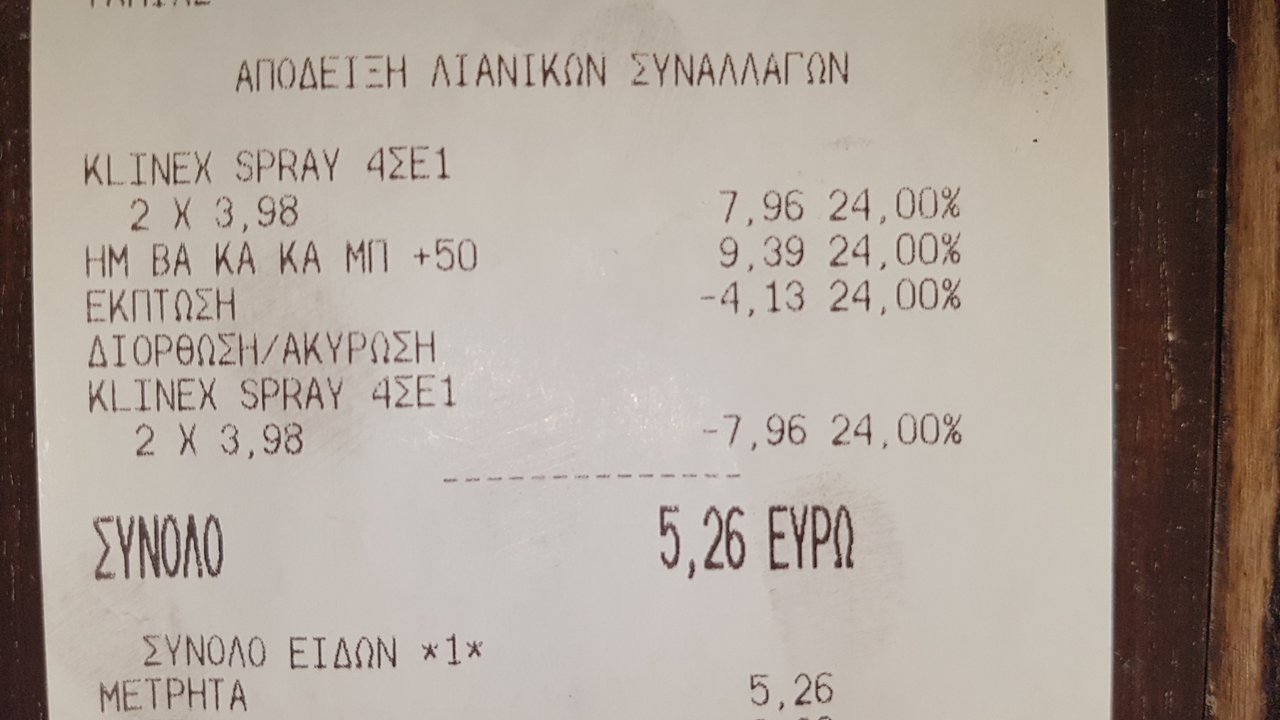 ΑΠΟΔΕΙΞΗ ΛΙΑΝΙΚΩΝ ΣΥΝΑΛΛΑΓΩΝ
KLINEX SPRAY 4ΣΕ1
2 X 3,98 7,96 24,00%
ΗΜ ΒΑ ΚΑ ΚΑ ΜΠ +50 9,39 24,00%
ΕΚΠΤΩΣΗ -4,13 24,00%
ΔΙΟΡΘΩΣΗ/ΑΚΥΡΩΣΗ
KLINEX SPRAY 4ΣΕ1
2 X 3,98 -7,96 24,00%
ΣΥΝΟΛΟ 5,26 ΕΥΡΩ
ΣΥΝΟΛΟ ΕΙΔΩΝ *1*
ΜΕΤΡΗΤΑ 5,26